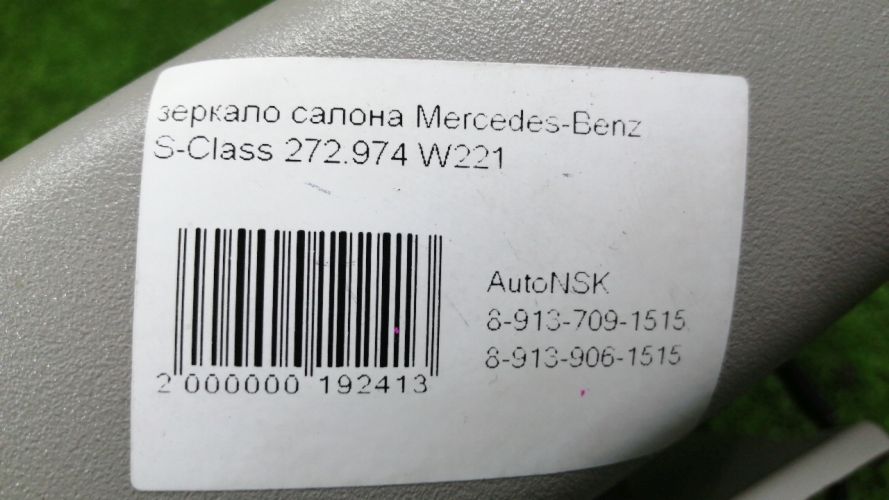 зеркало салона Mercedes-Benz
S-Class 272.974 W221
AutoNSK
8-913-709-1515
8-913-906-1515
2 000000 192413